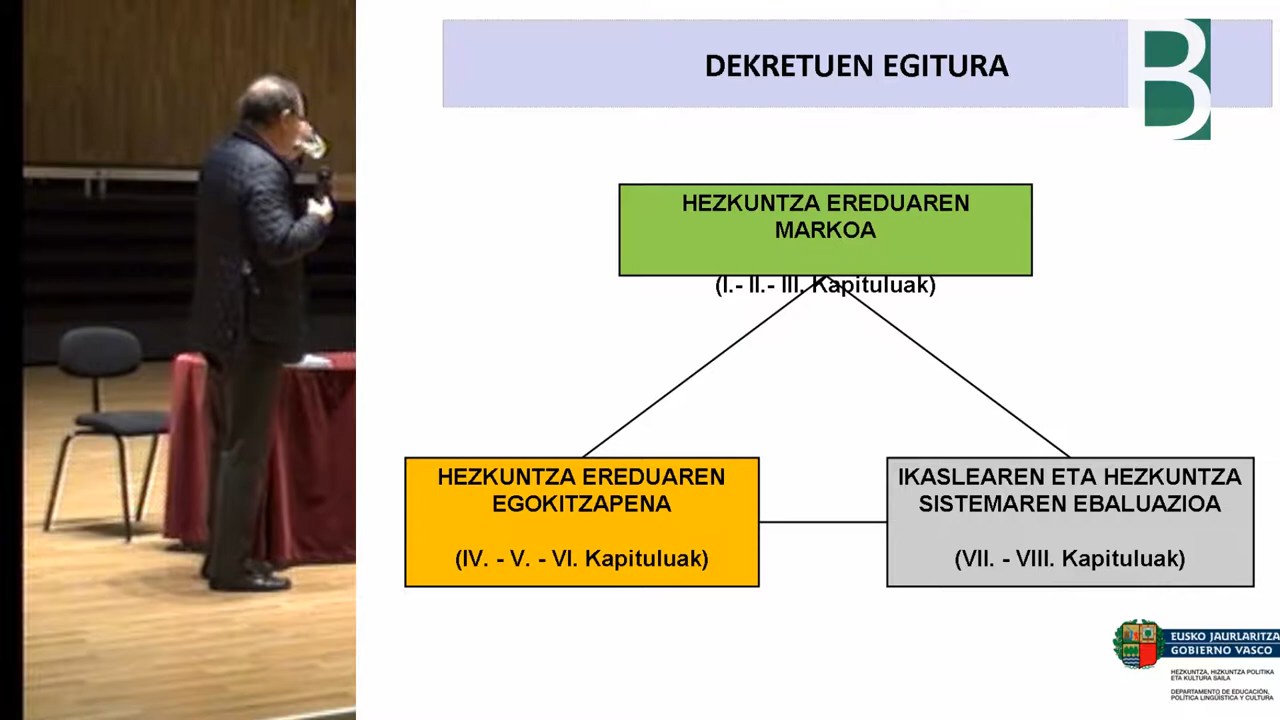 DEKRETUEN EGITURA
B
HEZKUNTZA EREDUAREN
MARKOA
(I.- II.- III. Kapituluak)
HEZKUNTZA EREDUAREN
EGOKITZAPENA
(IV. - V. - VI. Kapituluak)
IKASLEAREN ETA HEZKUNTZA
SISTEMAREN EBALUAZIOA
(VII. - VIII. Kapituluak)
EUSKO JAURLARITZA
GOBIERNO VASCO
HEZKUNTZA, HIZKUNTZA POLITIKA
ETA KULTURA SAILA
DEPARTAMENTO DE EDUCACIÓN,
POLÍTICA LINGÜÍSTICA Y CULTURA